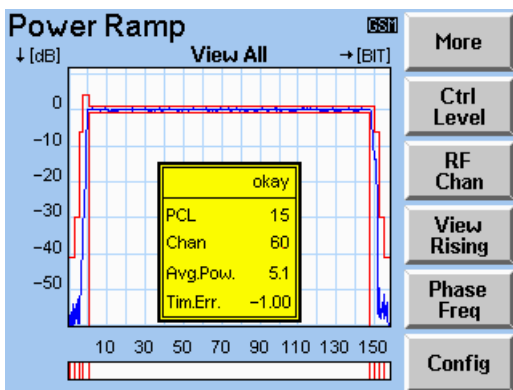 Power Ramp
GSM
↓ [dB]
View All
→ [BIT]
0
-10
-20
-30
-40
-50
okay
PCL 15
Chan 60
Avg.Pow. 5.1
Tim.Err. -1.00
10 30 50 70 90 110 130 150
More
Ctrl
Level
RF
Chan
View
Rising
Phase
Freq
Config